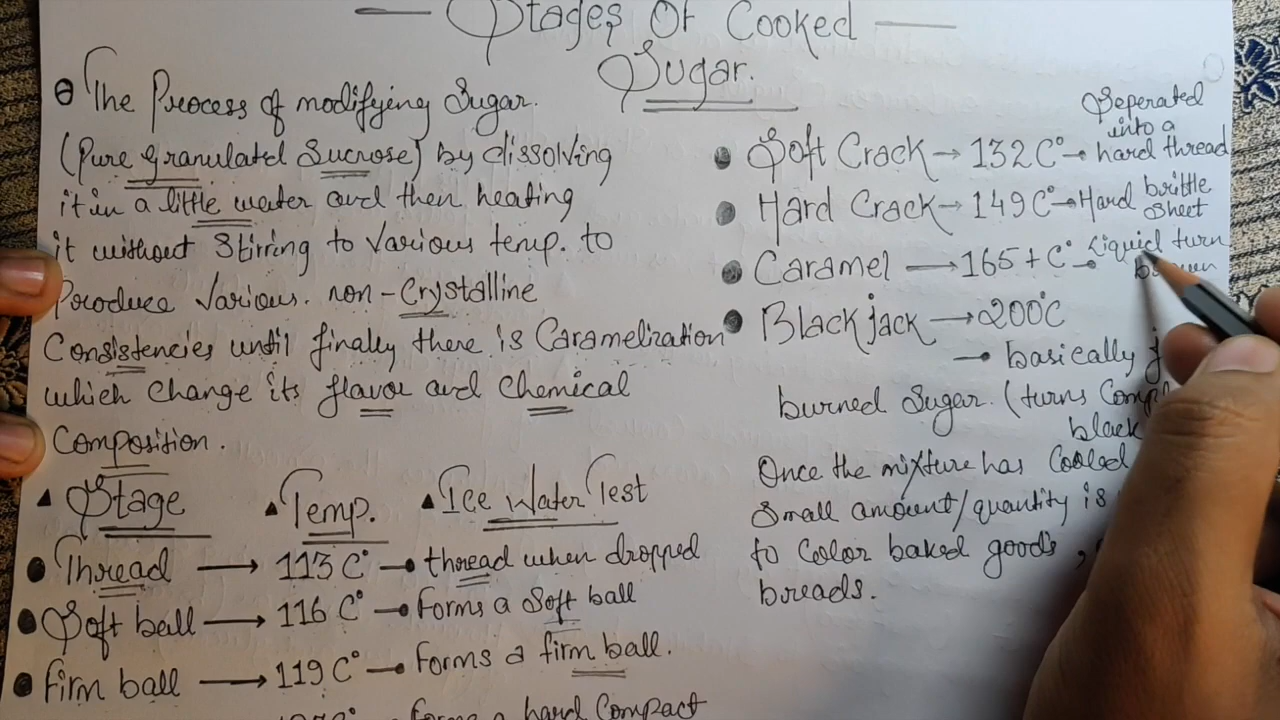 Stages Of Cooked
Sugar.
The Process of modifying Sugar.
(Pure granulated Sucrose) by dissolving
it in a little water and then heating
it without Stirring to Various temp. to
Produce Various. non-Crystalline
Consistencies until finally there is Caramelization
which change its flavor and Chemical
Composition.
Stage Temp. Ice Water Test
Thread → 113 C° → thread when dropped
Soft ball → 116 C° → forms a Soft ball
firm ball → 119 C° → forms a firm ball.
forms a hard Compact
Soft Crack → 132 C° → Seperated
into a
hard thread
Hard Crack → 149 C° → Hard brittle
Sheet
Caramel → 165+ C° → Liquid turn
Black jack → 200°C
→ basically
burned Sugar. (turns
black
Once the mixture has Cooled
Small amount/quantity is
to Color baked goods,
breads.